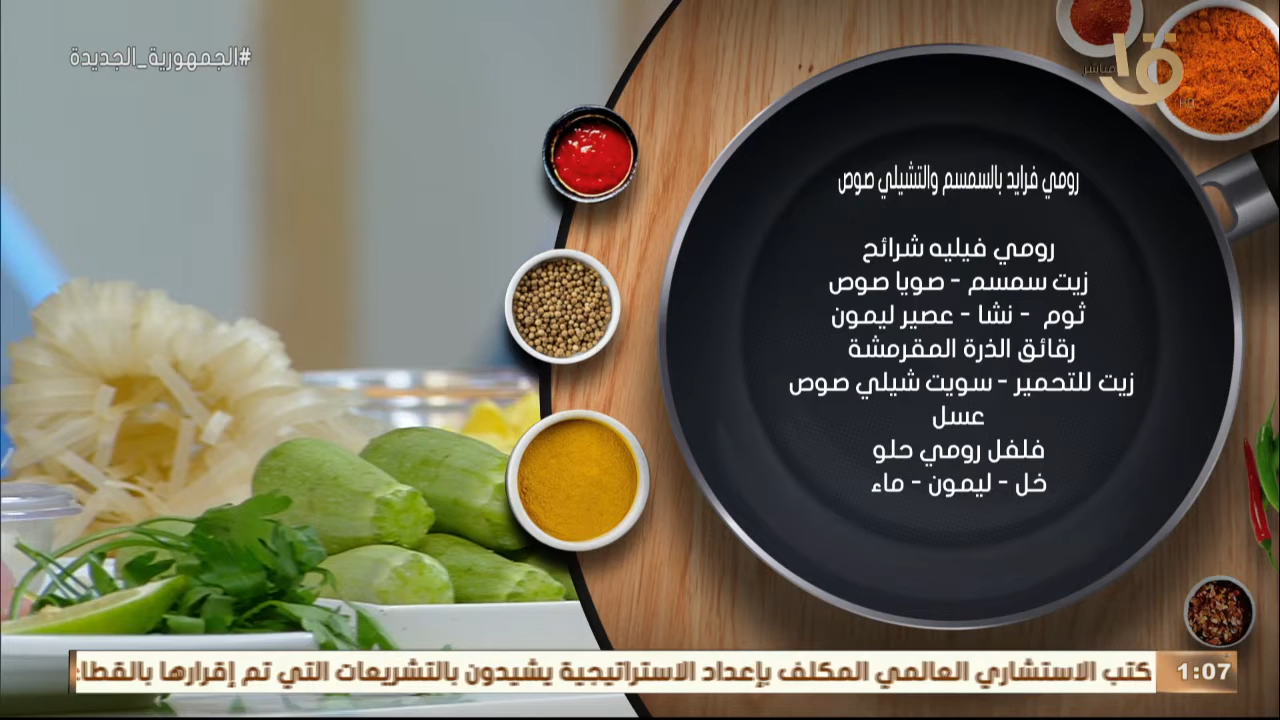 #الجمهورية_الجديدة
مباشر
HD
رومي فرايد بالسمسم والتشيلي صوص
رومي فيليه شرائح
زيت سمسم - صويا صوص
ثوم - نشا - عصير ليمون
رقائق الذرة المقرمشة
زيت للتحمير - سويت شيلي صوص
عسل
فلفل رومي حلو
خل - ليمون - ماء
كتب الاستشاري العالمي المكلف بإعداد الاستراتيجية يشيدون بالتشريعات التي تم إقرارها بالقطا
1:07